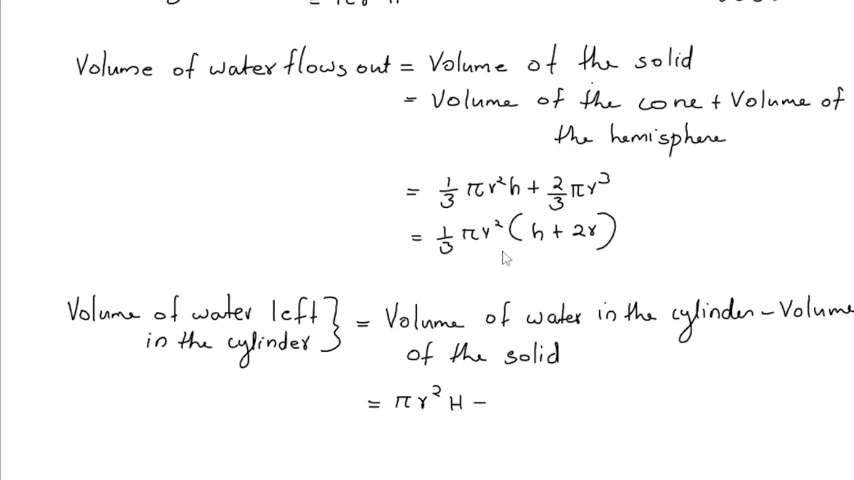 Volume of water flows out = Volume of the solid
= Volume of the cone + Volume of
the hemisphere
= 1/3 πr²h + 2/3 πr³
= 1/3 πr² (h + 2r)
Volume of water left } = Volume of water in the cylinder - Volume
in the cylinder of the solid
= πr² H -